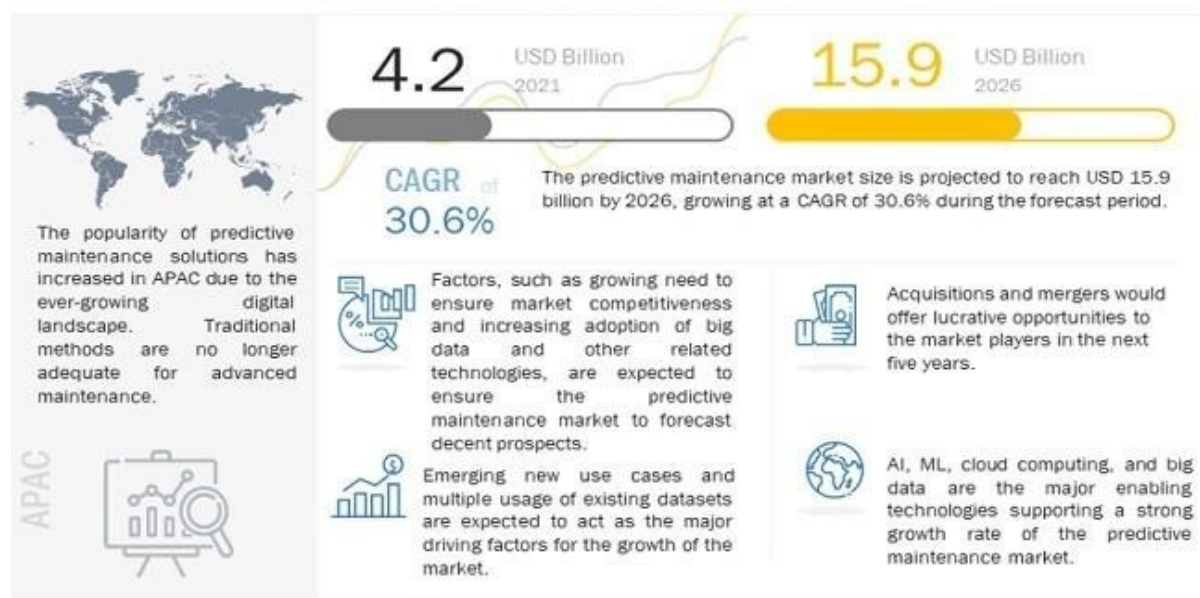 4.2
USD Billion
2021
15.9
USD Billion
2026
CAGR of
30.6%
The predictive maintenance market size is projected to reach USD 15.9
billion by 2026, growing at a CAGR of 30.6% during the forecast period.
The popularity of predictive
maintenance solutions has
increased in APAC due to the
ever-growing digital
landscape. Traditional
methods are no longer
adequate for advanced
maintenance.
APAC
Factors, such as growing need to
ensure market competitiveness
and increasing adoption of big
data and other related
technologies, are expected to
ensure the predictive
maintenance market to forecast
decent prospects.
Emerging new use cases and
multiple usage of existing datasets
are expected to act as the major
driving factors for the growth of the
market.
Acquisitions and mergers would
offer lucrative opportunities to
the market players in the next
five years.
AI, ML, cloud computing, and big
data are the major enabling
technologies supporting a strong
growth rate of the predictive
maintenance market.